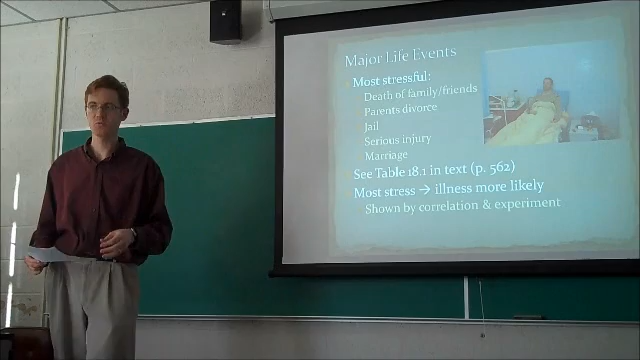 Major Life Events
Most stressful:
Death of family/friends
Parents divorce
Jail
Serious injury
Marriage
See Table 18.1 in text (p. 562)
Most stress → illness more likely
Shown by correlation & experiment